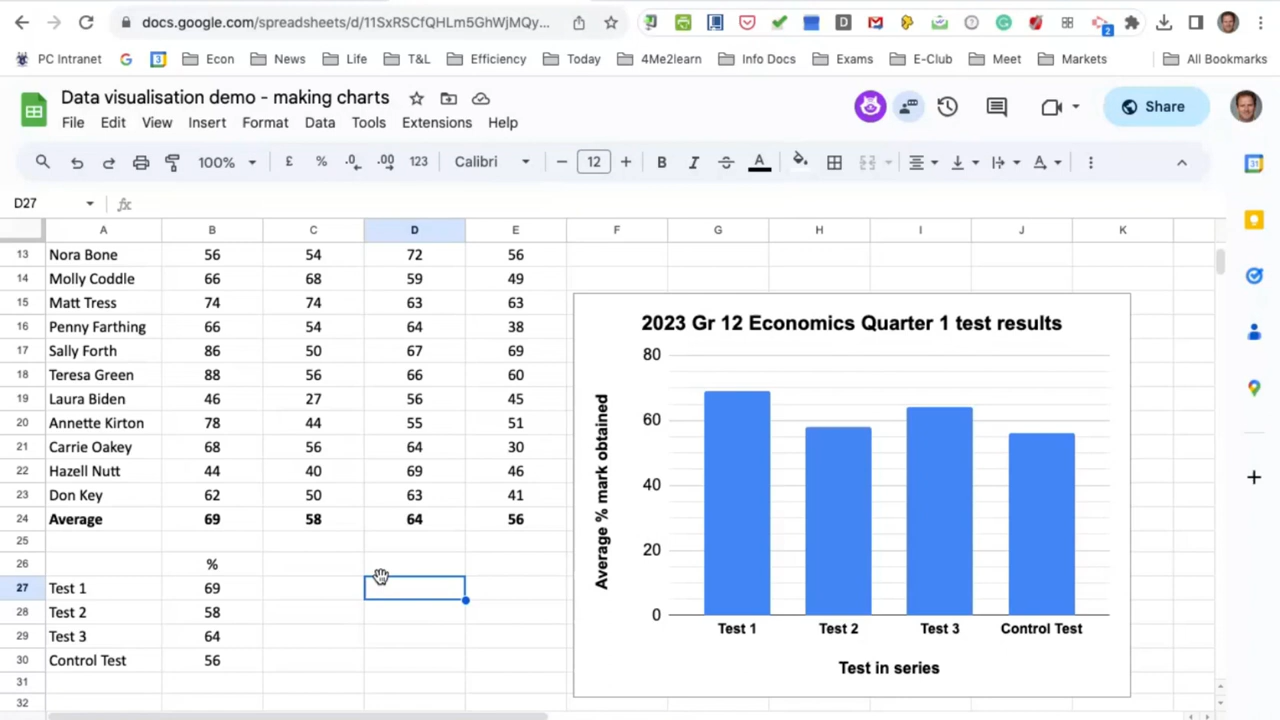 docs.google.com/spreadsheets/d/11SxRSCfQHLm5GhWjMQy...
2
PC Intranet Econ News Life T&L Efficiency Today 4Me2learn Info Docs Exams E-Club Meet Markets All Bookmarks
Data visualisation demo - making charts
Share
File Edit View Insert Format Data Tools Extensions Help
100% £ % .0 .00 123 Calibri 12 B I A
D27 fx
A B C D E F G H I J K
13 Nora Bone 56 54 72 56
14 Molly Coddle 66 68 59 49
15 Matt Tress 74 74 63 63
16 Penny Farthing 66 54 64 38
17 Sally Forth 86 50 67 69
18 Teresa Green 88 56 66 60
19 Laura Biden 46 27 56 45
20 Annette Kirton 78 44 55 51
21 Carrie Oakey 68 56 64 30
22 Hazell Nutt 44 40 69 46
23 Don Key 62 50 63 41
24 Average 69 58 64 56
25
26 %
27 Test 1 69
28 Test 2 58
29 Test 3 64
30 Control Test 56
31
32
2023 Gr 12 Economics Quarter 1 test results
Average % mark obtained
80
60
40
20
0
Test 1 Test 2 Test 3 Control Test
Test in series